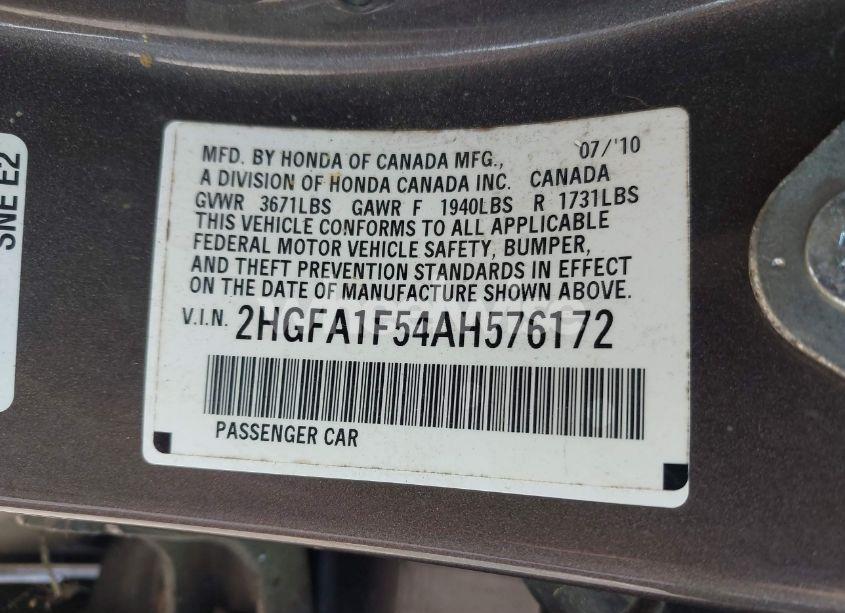 MFD. BY HONDA OF CANADA MFG., 07/'10
A DIVISION OF HONDA CANADA INC. CANADA
GVWR 3671LBS GAWR F 1940LBS R 1731LBS
THIS VEHICLE CONFORMS TO ALL APPLICABLE
FEDERAL MOTOR VEHICLE SAFETY, BUMPER,
AND THEFT PREVENTION STANDARDS IN EFFECT
ON THE DATE OF MANUFACTURE SHOWN ABOVE.
V.I.N. 2HGFA1F54AH576172
PASSENGER CAR
SNE E2